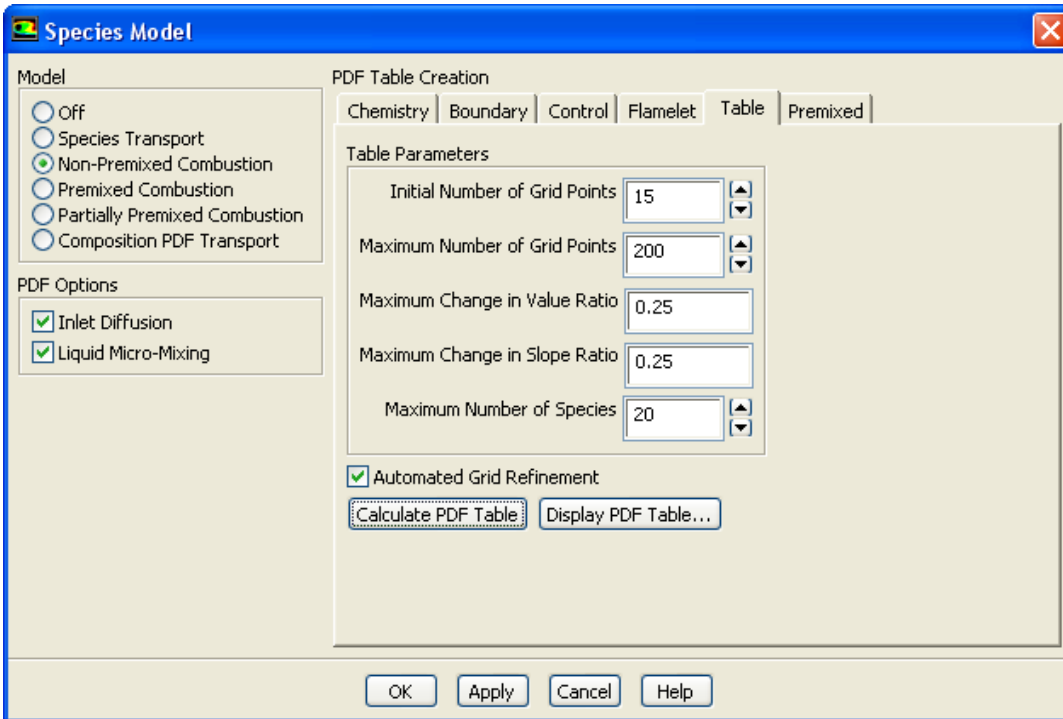 Species Model
Model
Off
Species Transport
Non-Premixed Combustion
Premixed Combustion
Partially Premixed Combustion
Composition PDF Transport
PDF Options
Inlet Diffusion
Liquid Micro-Mixing
PDF Table Creation
Chemistry Boundary Control Flamelet Table Premixed
Table Parameters
Initial Number of Grid Points 15
Maximum Number of Grid Points 200
Maximum Change in Value Ratio 0.25
Maximum Change in Slope Ratio 0.25
Maximum Number of Species 20
Automated Grid Refinement
Calculate PDF Table Display PDF Table...
OK Apply Cancel Help